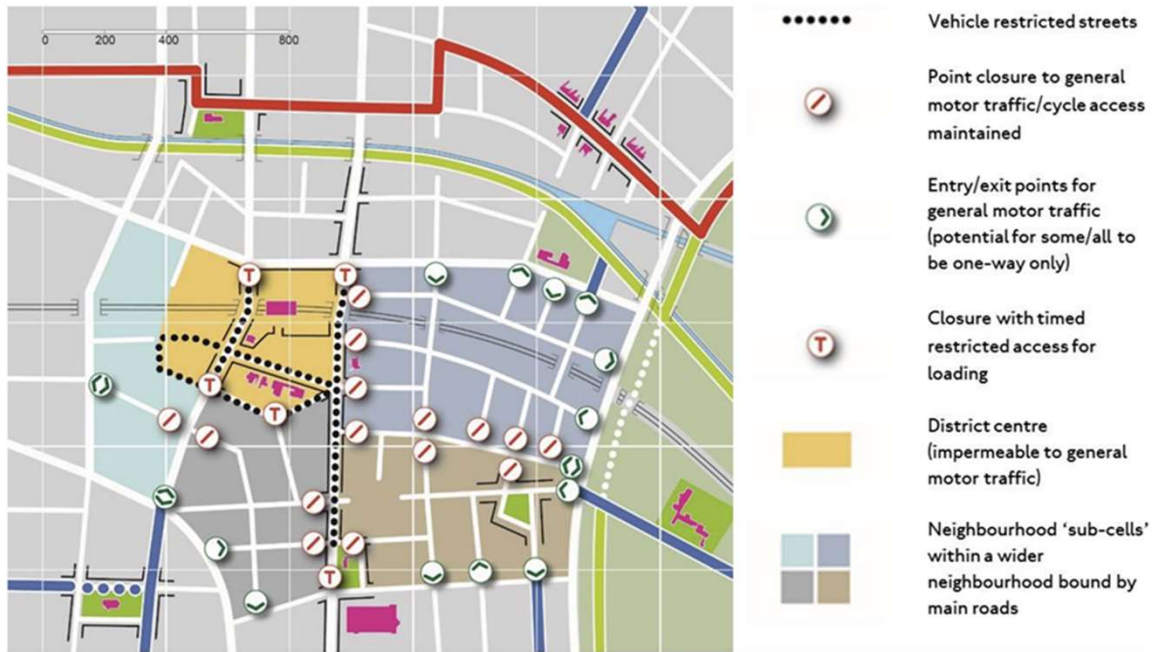 0 200 400 800
T T
T
T
T
Vehicle restricted streets
Point closure to general
motor traffic/cycle access
maintained
Entry/exit points for
general motor traffic
(potential for some/all to
be one-way only)
T
Closure with timed
restricted access for
loading
District centre
(impermeable to general
motor traffic)
Neighbourhood ‘sub-cells’
within a wider
neighbourhood bound by
main roads